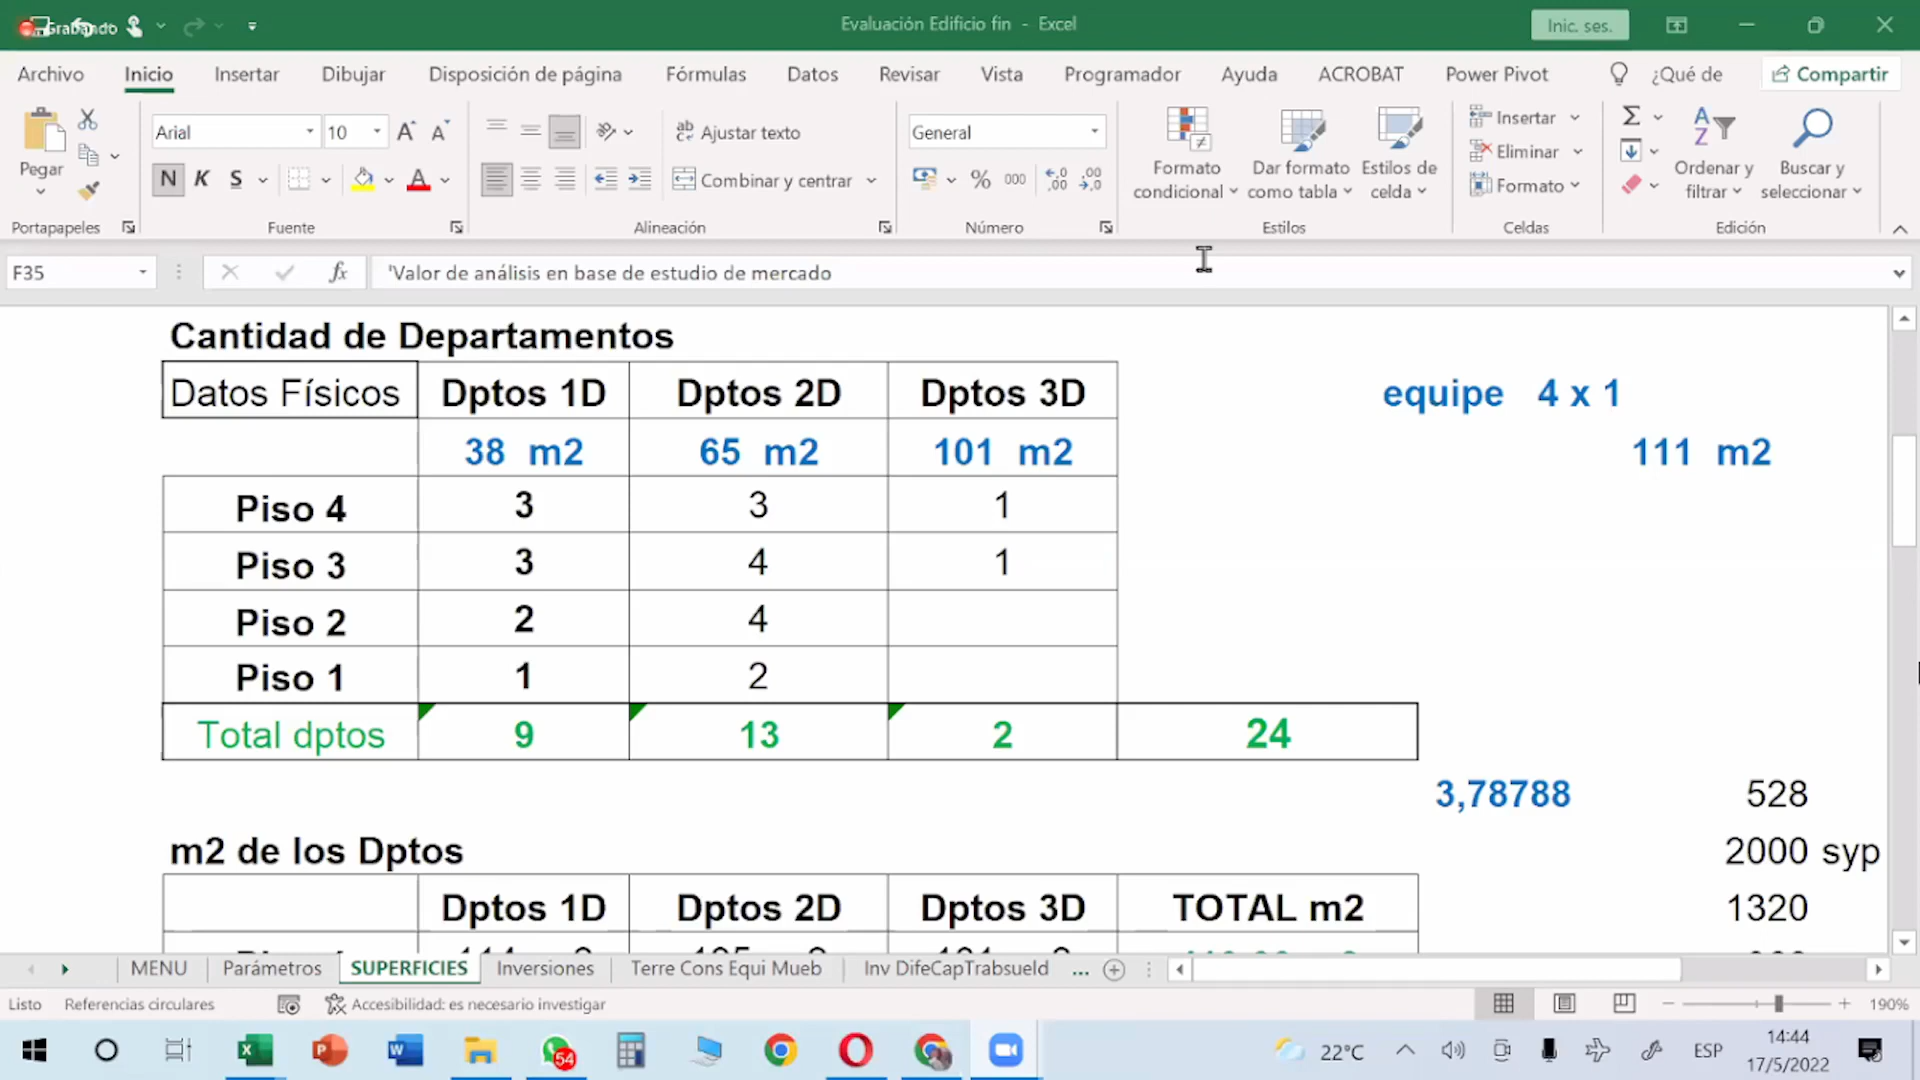 Grabando
Evaluación Edificio fin - Excel
Inic. ses.
Archivo Inicio Insertar Dibujar Disposición de página Fórmulas Datos Revisar Vista Programador Ayuda ACROBAT Power Pivot ¿Qué de Compartir
Pegar
Arial 10
N K S
Ajustar texto
Combinar y centrar
General
% 000
Formato condicional
Dar formato como tabla
Estilos de celda
Insertar
Eliminar
Formato
Ordenar y filtrar
Buscar y seleccionar
Portapapeles Fuente Alineación Número Estilos Celdas Edición
F35 fx 'Valor de análisis en base de estudio de mercado
Cantidad de Departamentos
Datos Físicos Dptos 1D Dptos 2D Dptos 3D equipe 4 x 1
38 m2 65 m2 101 m2 111 m2
Piso 4 3 3 1
Piso 3 3 4 1
Piso 2 2 4
Piso 1 1 2
Total dptos 9 13 2 24
3,78788 528
m2 de los Dptos 2000 syp
Dptos 1D Dptos 2D Dptos 3D TOTAL m2 1320
MENU Parámetros SUPERFICIES Inversiones Terre Cons Equi Mueb Inv DifeCapTrabsueld ...
Listo Referencias circulares Accesibilidad: es necesario investigar 190%
54 22°C ESP 14:44
17/5/2022